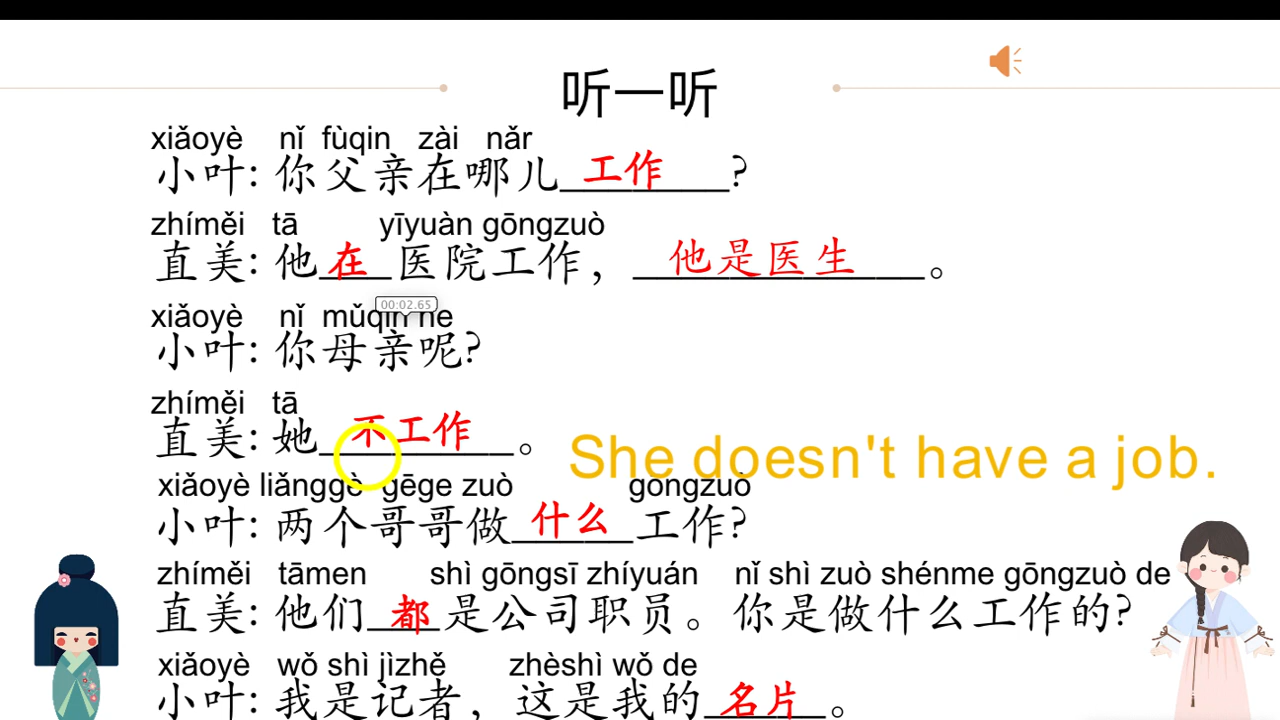 听一听
xiǎoyè nǐ fùqin zài nǎr
小叶: 你父亲在哪儿 工作 ?
zhíměi tā yīyuàn gōngzuò
直美: 他 在 医院工作, 他是医生 。
00:02.65
xiǎoyè nǐ mǔqin ne
小叶: 你母亲呢?
zhíměi tā
直美: 她 不工作 。
She doesn't have a job.
xiǎoyè liǎnggè gēge zuò gōngzuò
小叶: 两个哥哥做 什么 工作?
zhíměi tāmen shì gōngsī zhíyuán nǐ shì zuò shénme gōngzuò de
直美: 他们 都 是公司职员。 你是做什么工作的?
xiǎoyè wǒ shì jìzhě zhèshì wǒ de
小叶: 我是记者, 这是我的 名片 。